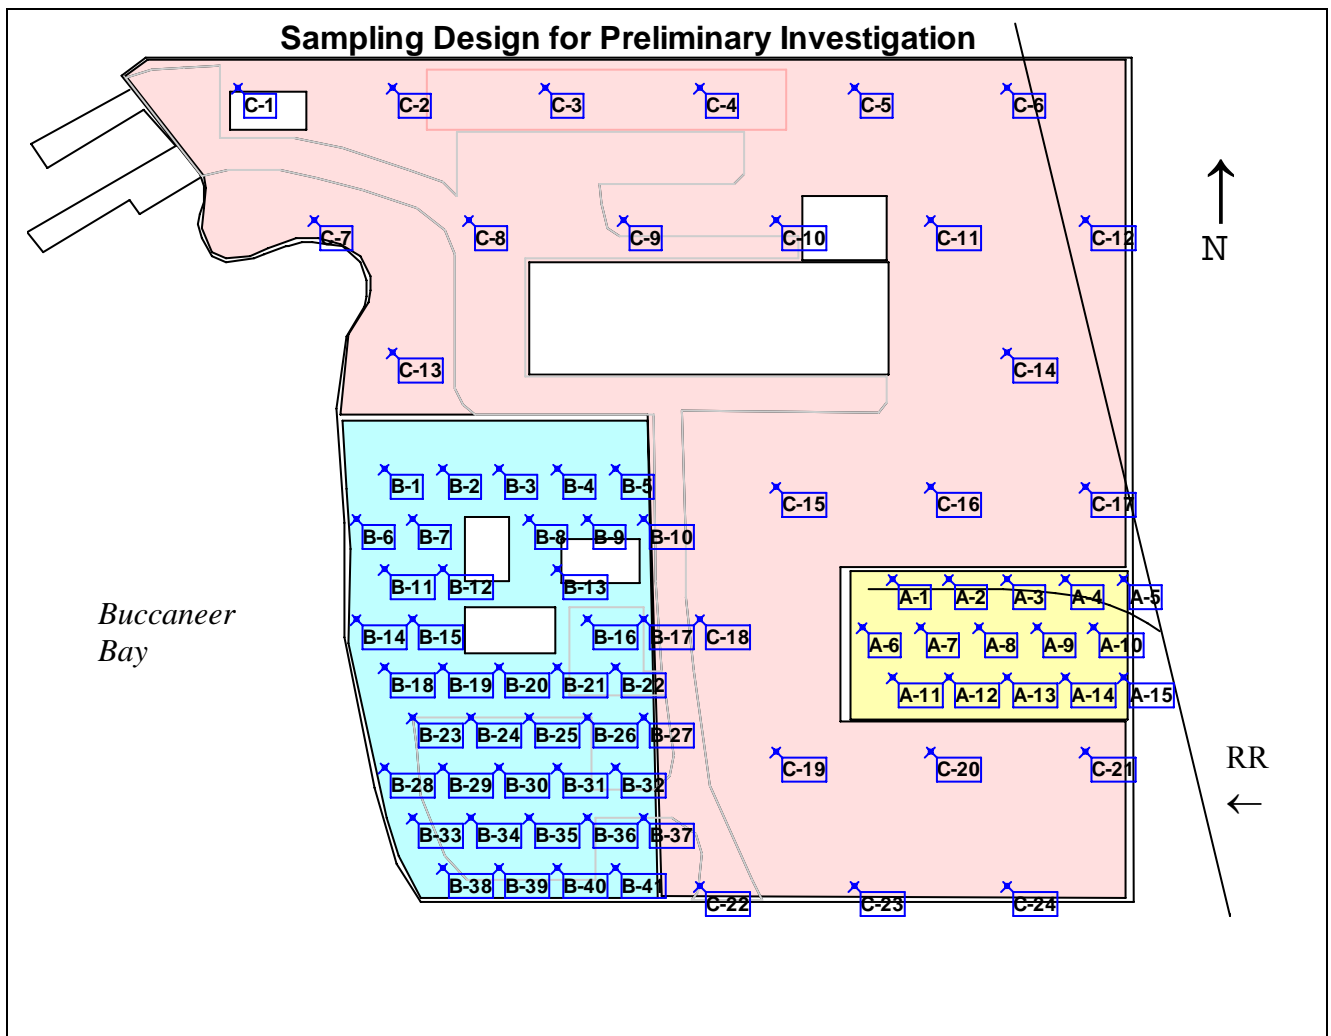 Sampling Design for Preliminary Investigation
C-1 C-2 C-3 C-4 C-5 C-6
C-7 C-8 C-9 C-10 C-11 C-12
N
C-13 C-14
B-1 B-2 B-3 B-4 B-5
C-15 C-16 C-17
B-6 B-7 B-8 B-9 B-10
B-11 B-12 B-13
A-1 A-2 A-3 A-4 A-5
Buccaneer
Bay
B-14 B-15 B-16 B-17 C-18
A-6 A-7 A-8 A-9 A-10
B-18 B-19 B-20 B-21 B-22
A-11 A-12 A-13 A-14 A-15
B-23 B-24 B-25 B-26 B-27
C-19 C-20 C-21
RR
B-28 B-29 B-30 B-31 B-32
B-33 B-34 B-35 B-36 B-37
B-38 B-39 B-40 B-41
C-22 C-23 C-24